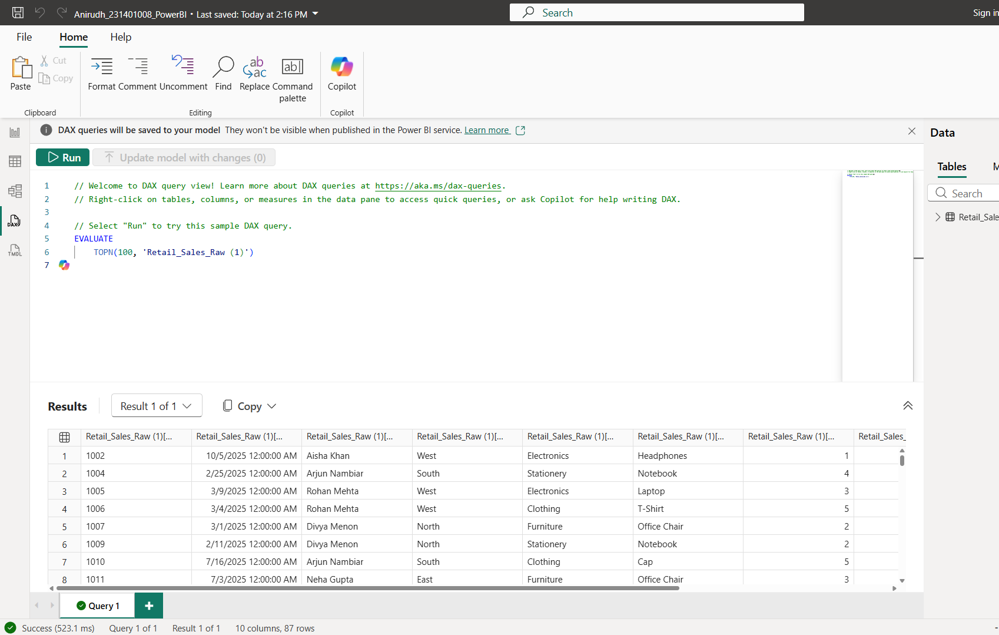 Anirudh_231401008_PowerBI • Last saved: Today at 2:16 PM
Search
Sign in
File Home Help
Paste
Cut
Copy
Clipboard
Format Comment Uncomment Find Replace Command palette
Editing
Copilot
Copilot
DAX queries will be saved to your model They won't be visible when published in the Power BI service. Learn more
Run
Update model with changes (0)
1 // Welcome to DAX query view! Learn more about DAX queries at https://aka.ms/dax-queries.
2 // Right-click on tables, columns, or measures in the data pane to access quick queries, or ask Copilot for help writing DAX.
3
4 // Select "Run" to try this sample DAX query.
5 EVALUATE
6 TOPN(100, 'Retail_Sales_Raw (1)')
7
DAX
TMDL
Data
Tables M
Search
Retail_Sale
Results Result 1 of 1 Copy
Retail_Sales_Raw (1)[... Retail_Sales_Raw (1)[... Retail_Sales_Raw (1)[... Retail_Sales_Raw (1)[... Retail_Sales_Raw (1)[... Retail_Sales_Raw (1)[... Retail_Sales_Raw (1)[... Retail_Sales_
1 1002 10/5/2025 12:00:00 AM Aisha Khan West Electronics Headphones 1
2 1004 2/25/2025 12:00:00 AM Arjun Nambiar South Stationery Notebook 4
3 1005 3/9/2025 12:00:00 AM Rohan Mehta West Electronics Laptop 3
4 1006 3/4/2025 12:00:00 AM Rohan Mehta West Clothing T-Shirt 5
5 1007 3/1/2025 12:00:00 AM Divya Menon North Furniture Office Chair 2
6 1009 2/11/2025 12:00:00 AM Divya Menon North Stationery Notebook 2
7 1010 7/16/2025 12:00:00 AM Arjun Nambiar South Clothing Cap 5
8 1011 7/3/2025 12:00:00 AM Neha Gupta East Furniture Office Chair 3
Query 1
Success (523.1 ms) Query 1 of 1 Result 1 of 1 10 columns, 87 rows